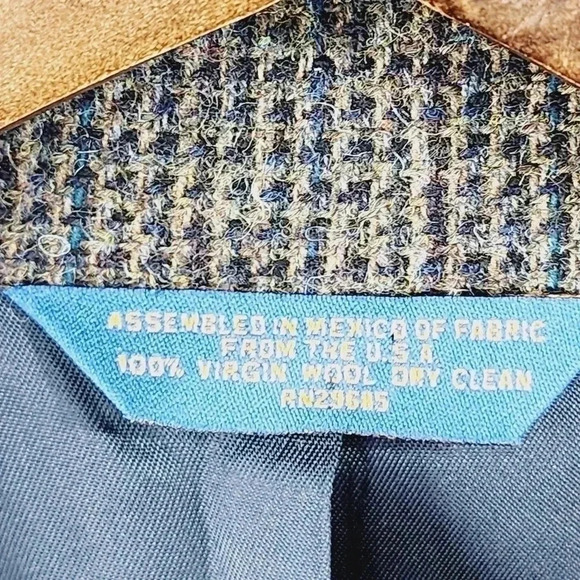 ASSEMBLED IN MEXICO OF FABRIC
FROM THE U.S.A.
100% VIRGIN WOOL DRY CLEAN
RN29685